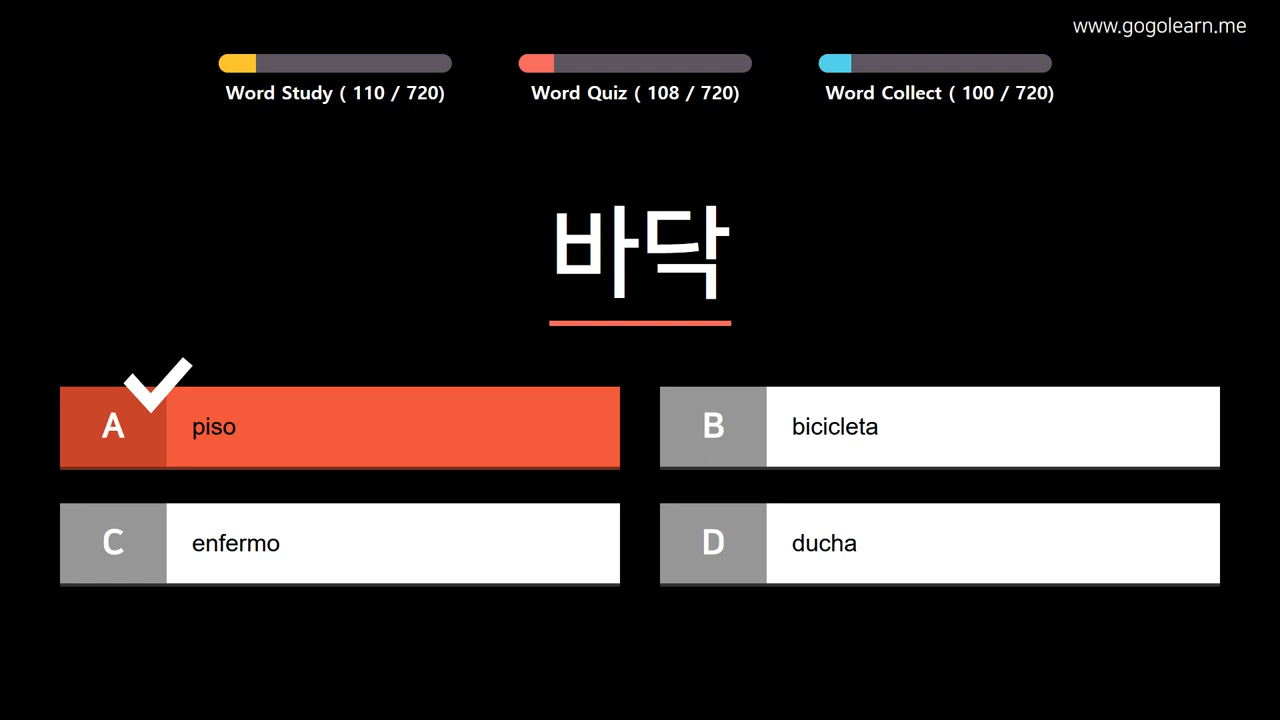 www.gogolearn.me
Word Study ( 110 / 720)
Word Quiz ( 108 / 720)
Word Collect ( 100 / 720)
바닥
A piso
B bicicleta
C enfermo
D ducha